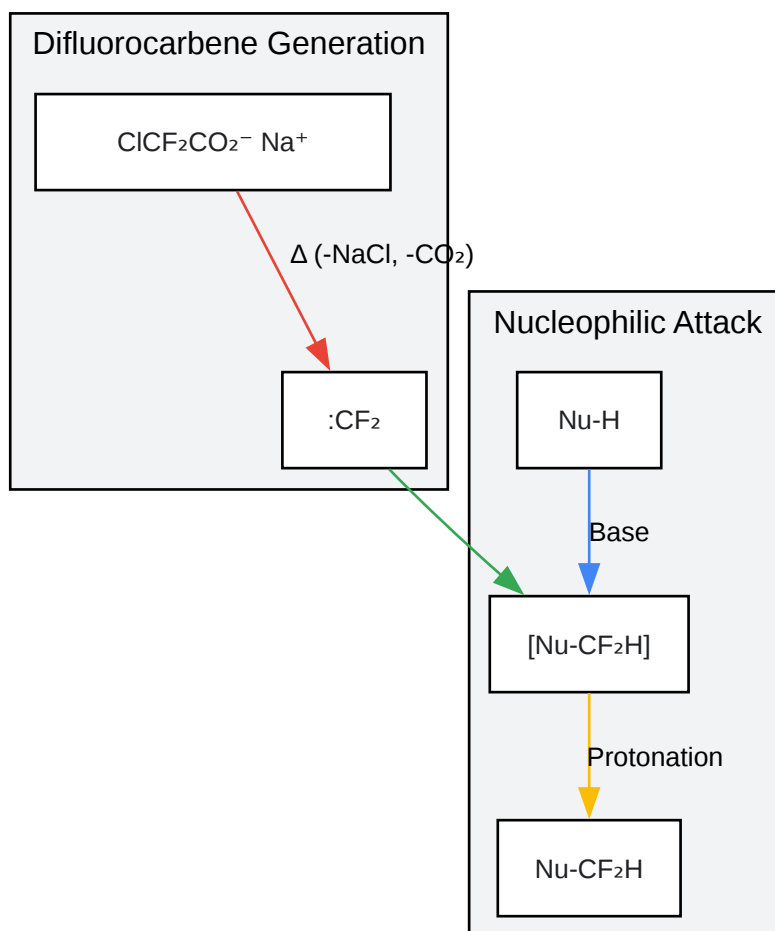 Difluorocarbene Generation
ClCF₂CO₂⁻ Na⁺
Δ (-NaCl, -CO₂)
:CF₂
Nucleophilic Attack
Nu-H
Base
[Nu-CF₂H]
Protonation
Nu-CF₂H